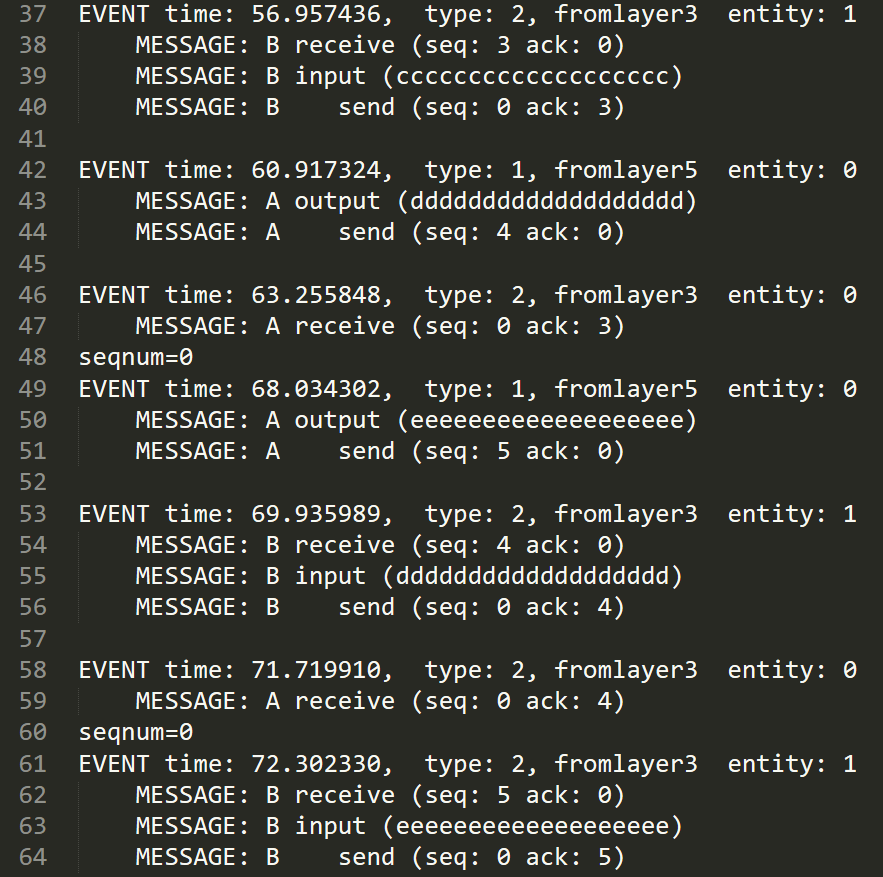 37 EVENT time: 56.957436,  type: 2, fromlayer3  entity: 1
38     MESSAGE: B receive (seq: 3 ack: 0)
39     MESSAGE: B input (ccccccccccccccccccc)
40     MESSAGE: B    send (seq: 0 ack: 3)
41
42 EVENT time: 60.917324,  type: 1, fromlayer5  entity: 0
43     MESSAGE: A output (ddddddddddddddddddd)
44     MESSAGE: A    send (seq: 4 ack: 0)
45
46 EVENT time: 63.255848,  type: 2, fromlayer3  entity: 0
47     MESSAGE: A receive (seq: 0 ack: 3)
48 seqnum=0
49 EVENT time: 68.034302,  type: 1, fromlayer5  entity: 0
50     MESSAGE: A output (eeeeeeeeeeeeeeeeeee)
51     MESSAGE: A    send (seq: 5 ack: 0)
52
53 EVENT time: 69.935989,  type: 2, fromlayer3  entity: 1
54     MESSAGE: B receive (seq: 4 ack: 0)
55     MESSAGE: B input (ddddddddddddddddddd)
56     MESSAGE: B    send (seq: 0 ack: 4)
57
58 EVENT time: 71.719910,  type: 2, fromlayer3  entity: 0
59     MESSAGE: A receive (seq: 0 ack: 4)
60 seqnum=0
61 EVENT time: 72.302330,  type: 2, fromlayer3  entity: 1
62     MESSAGE: B receive (seq: 5 ack: 0)
63     MESSAGE: B input (eeeeeeeeeeeeeeeeeee)
64     MESSAGE: B    send (seq: 0 ack: 5)